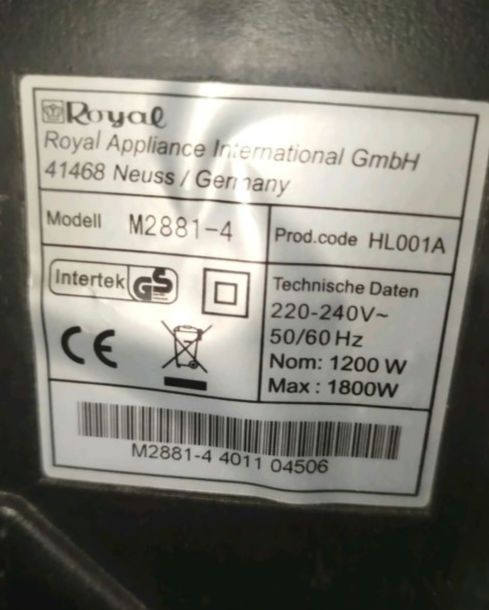 Royal
Royal Appliance International GmbH
41468 Neuss / Germany
Modell M2881-4
Prod.code HL001A
Intertek GS
Technische Daten
220-240V~
50/60 Hz
Nom: 1200 W
Max : 1800W
CE
M2881-4 4011 04506